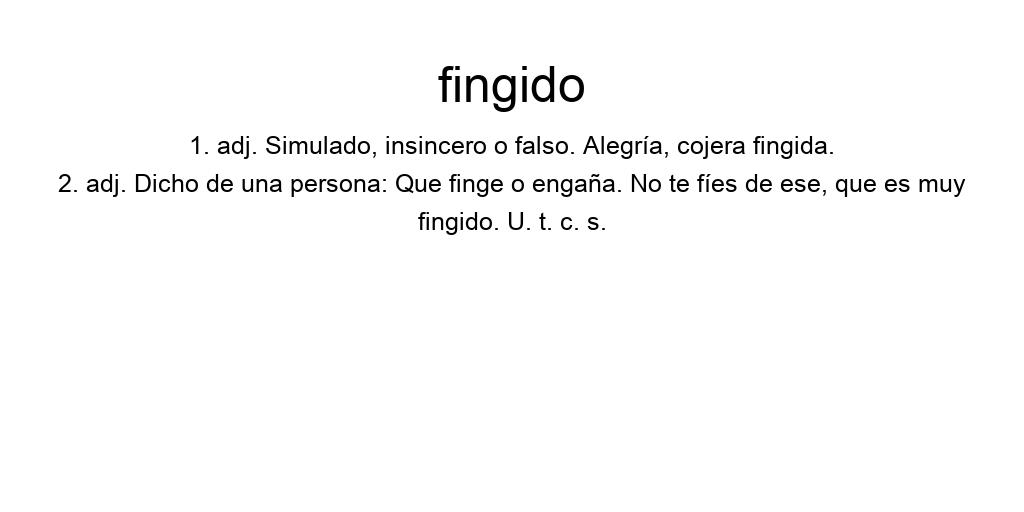 fingido
1. adj. Simulado, insincero o falso. Alegría, cojera fingida.
2. adj. Dicho de una persona: Que finge o engaña. No te fíes de ese, que es muy
fingido. U. t. c. s.